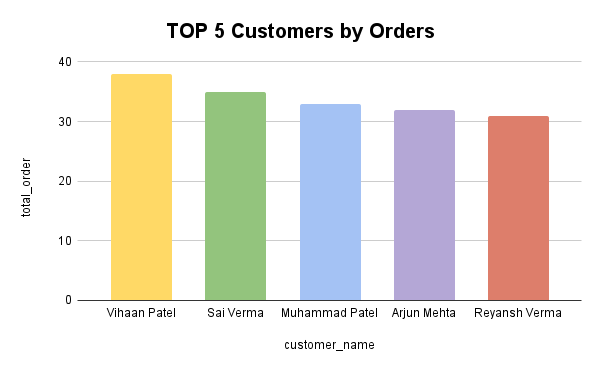 TOP 5 Customers by Orders
total_order
40
30
20
10
0
Vihaan Patel Sai Verma Muhammad Patel Arjun Mehta Reyansh Verma
customer_name